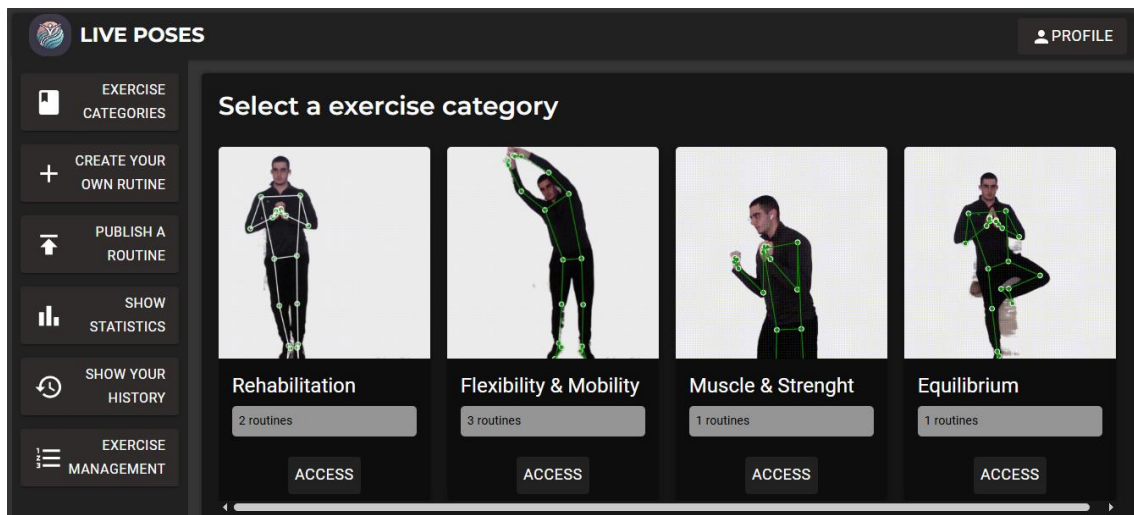 LIVE POSES
PROFILE
EXERCISE
CATEGORIES
CREATE YOUR
OWN RUTINE
PUBLISH A
ROUTINE
SHOW
STATISTICS
SHOW YOUR
HISTORY
EXERCISE
MANAGEMENT
Select a exercise category
Rehabilitation
2 routines
ACCESS
Flexibility & Mobility
3 routines
ACCESS
Muscle & Strenght
1 routines
ACCESS
Equilibrium
1 routines
ACCESS